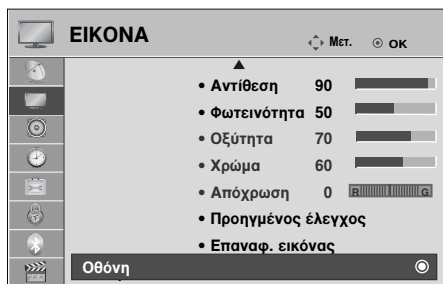 ΕΙΚΟΝΑ Μετ. OK
• Αντίθεση 90
• Φωτεινότητα 50
• Οξύτητα 70
• Χρώμα 60
• Απόχρωση 0 R G
• Προηγμένος έλεγχος
• Επαναφ. εικόνας
Οθόνη